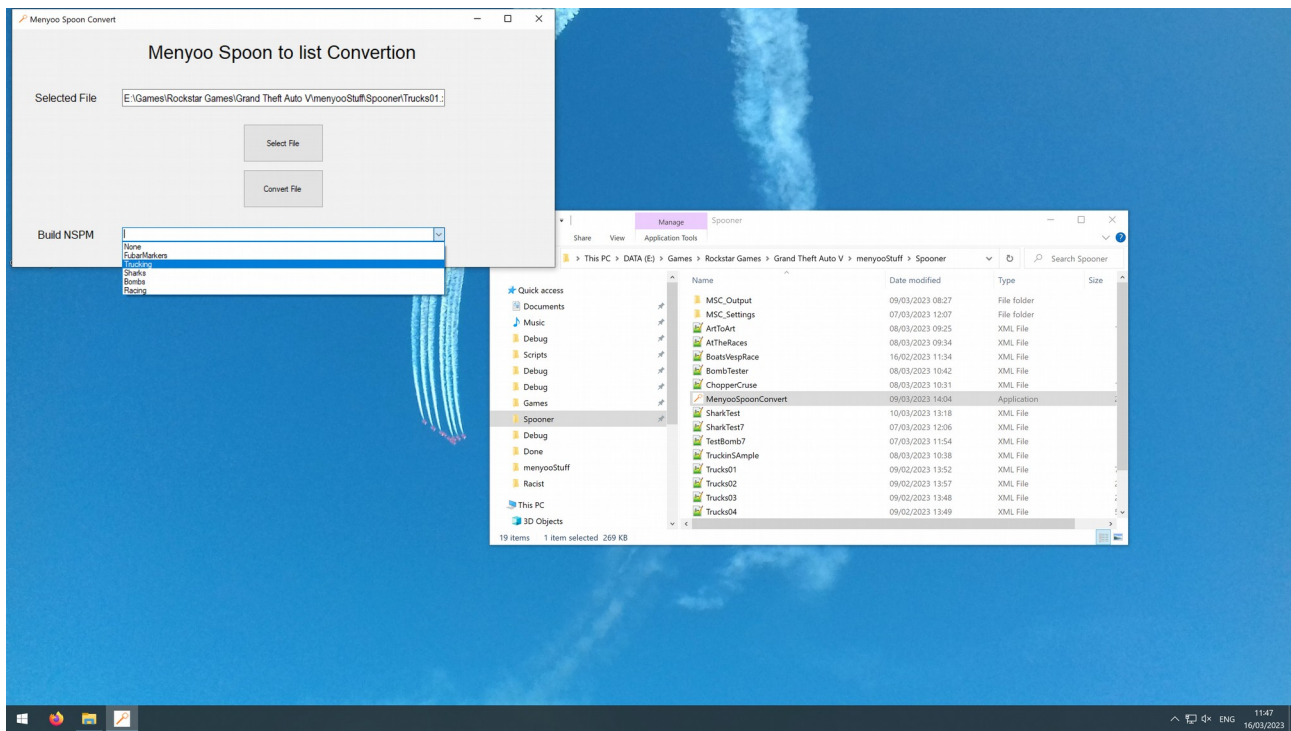 Menyoo Spoon Convert
Menyoo Spoon to list Convertion
Selected File
E:\Games\Rockstar Games\Grand Theft Auto V\menyooStuff\Spooner\Trucks01.
Select File
Convert File
Build NSPM
None
FubarMarkers
Trucking
Sharks
Bombs
Racing
Manage
Spooner
Share View Application Tools
This PC > DATA (E:) > Games > Rockstar Games > Grand Theft Auto V > menyooStuff > Spooner
Search Spooner
Quick access
Documents
Music
Debug
Scripts
Debug
Debug
Games
Spooner
Debug
Done
menyooStuff
Racist
This PC
3D Objects
Name Date modified Type Size
MSC_Output 09/03/2023 08:27 File folder
MSC_Settings 07/03/2023 12:07 File folder
ArtToArt 08/03/2023 09:25 XML File
AtTheRaces 08/03/2023 09:34 XML File
BoatsVespRace 16/02/2023 11:34 XML File
BombTester 08/03/2023 10:42 XML File
ChopperCruse 08/03/2023 10:31 XML File
MenyooSpoonConvert 09/03/2023 14:04 Application
SharkTest 10/03/2023 13:18 XML File
SharkTest7 07/03/2023 12:06 XML File
TestBomb7 07/03/2023 11:54 XML File
TruckinSAmple 08/03/2023 10:38 XML File
Trucks01 09/02/2023 13:52 XML File
Trucks02 09/02/2023 13:57 XML File
Trucks03 09/02/2023 13:48 XML File
Trucks04 09/02/2023 13:49 XML File
19 items 1 item selected 269 KB
ENG
11:47
16/03/2023